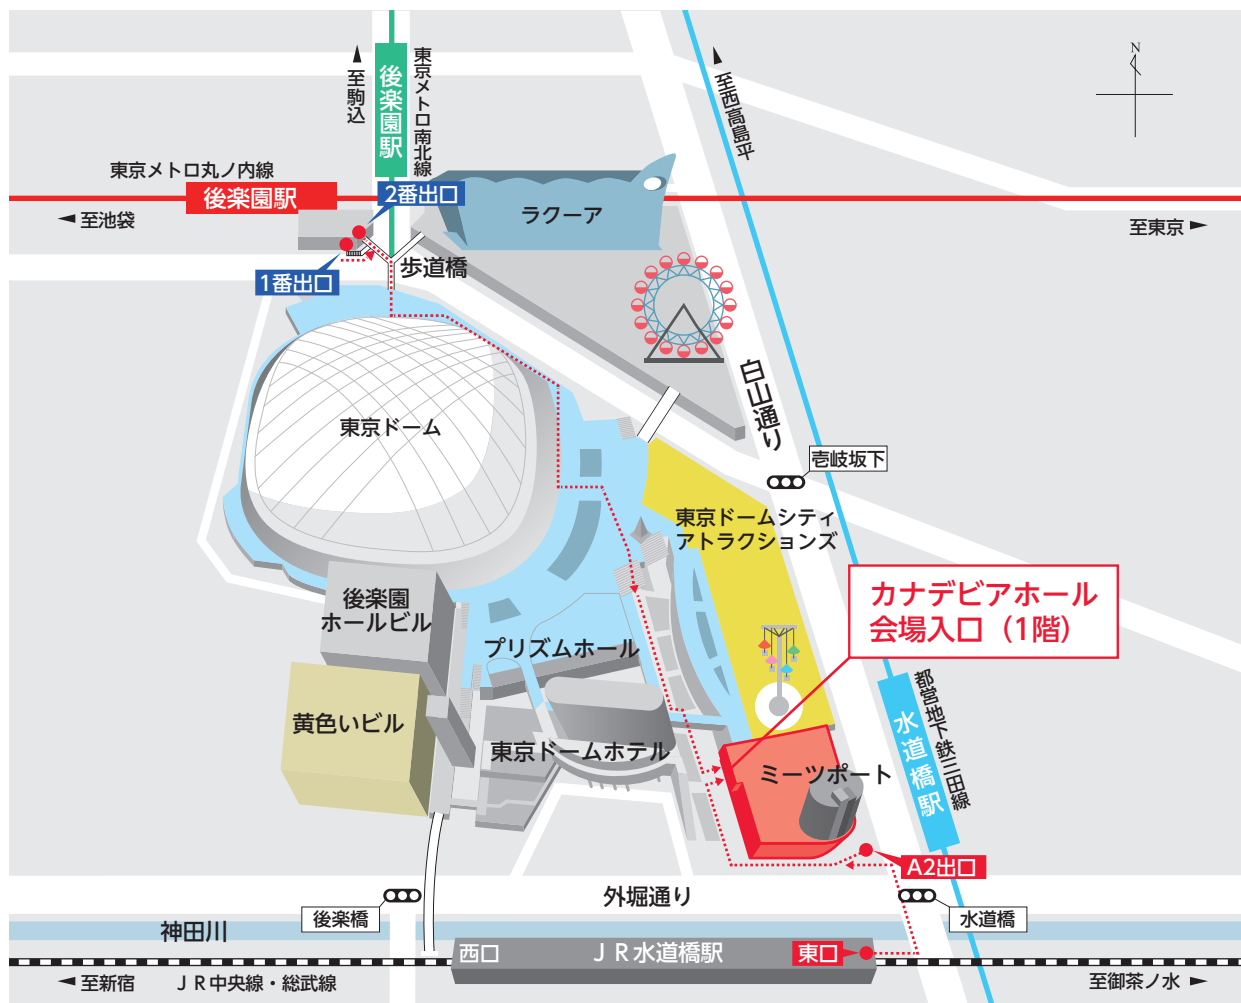 N
至駒込
後楽園駅
東京メトロ南北線
至西高島平
東京メトロ丸ノ内線
後楽園駅
2番出口
ラクーア
至池袋
至東京
1番出口
歩道橋
白山通り
東京ドーム
壱岐坂下
東京ドームシティ
アトラクションズ
カナデビアホール
会場入口（1階）
後楽園
ホールビル
プリズムホール
黄色いビル
東京ドームホテル
ミーツポート
水道橋駅
都営地下鉄三田線
A2出口
外堀通り
後楽橋
水道橋
神田川
西口
ＪＲ水道橋駅
東口
至新宿
ＪＲ中央線・総武線
至御茶ノ水